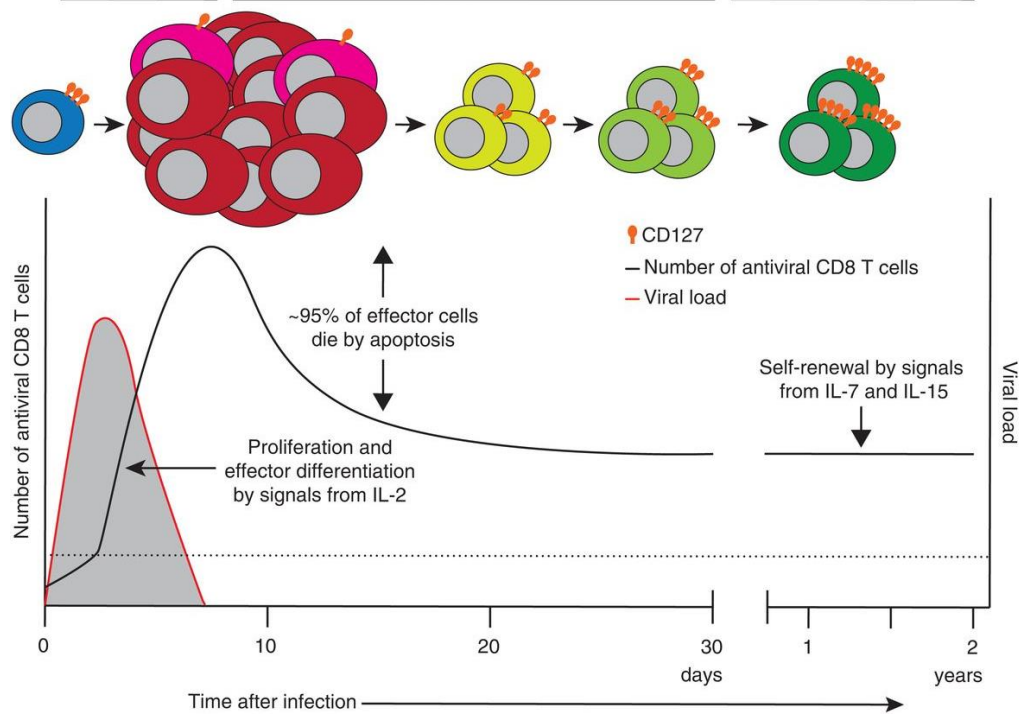 CD127
Number of antiviral CD8 T cells
Viral load
~95% of effector cells
die by apoptosis
Self-renewal by signals
from IL-7 and IL-15
Proliferation and
effector differentiation
by signals from IL-2
Number of antiviral CD8 T cells
Viral load
0
10
20
30
1
2
days
years
Time after infection